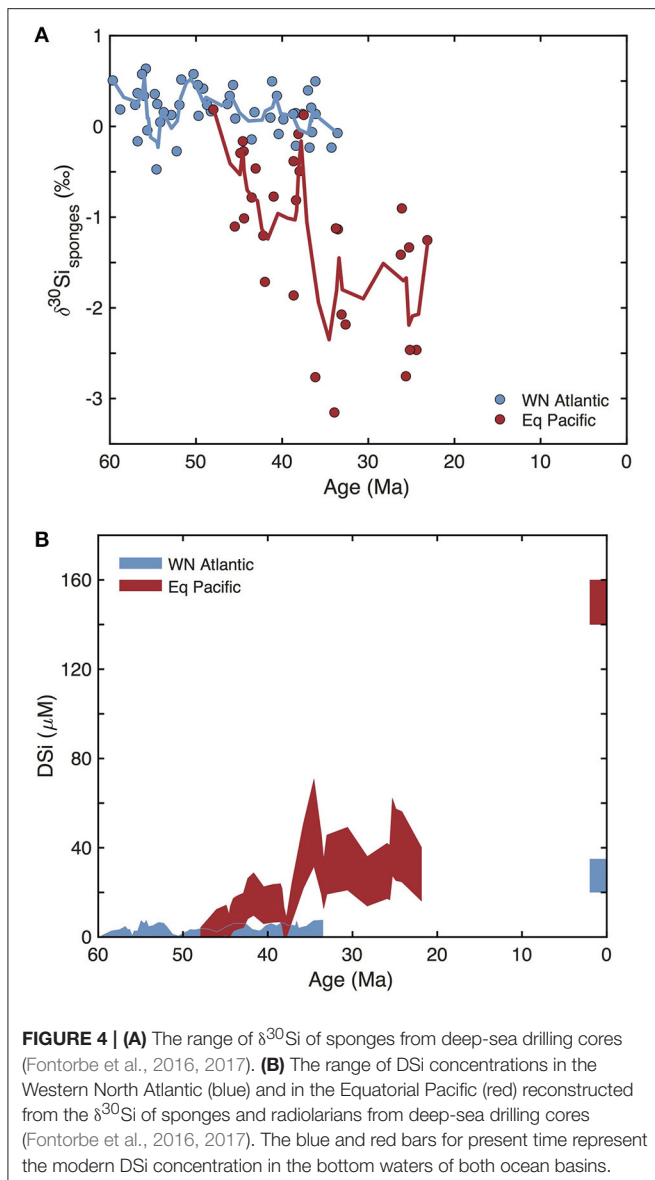 A
1
0
-1
-2
-3
δ30Sisponges (‰)
WN Atlantic
Eq Pacific
60 50 40 30 20 10 0
Age (Ma)
B
WN Atlantic
Eq Pacific
160
120
80
40
0
DSi (μM)
60 50 40 30 20 10 0
Age (Ma)
FIGURE 4 | (A) The range of δ30Si of sponges from deep-sea drilling cores
(Fontorbe et al., 2016, 2017). (B) The range of DSi concentrations in the
Western North Atlantic (blue) and in the Equatorial Pacific (red) reconstructed
from the δ30Si of sponges and radiolarians from deep-sea drilling cores
(Fontorbe et al., 2016, 2017). The blue and red bars for present time represent
the modern DSi concentration in the bottom waters of both ocean basins.